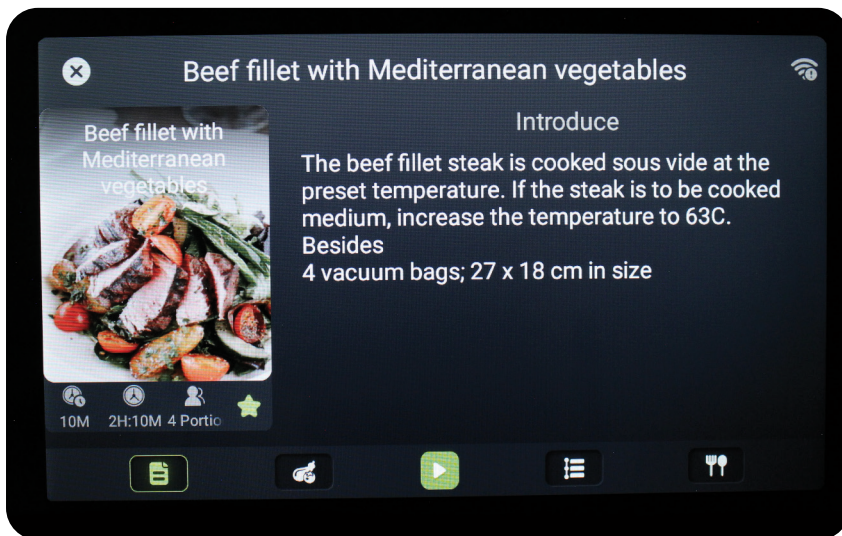 Beef fillet with Mediterranean vegetables
Beef fillet with
Mediterranean
vegetables
Introduce
The beef fillet steak is cooked sous vide at the
preset temperature. If the steak is to be cooked
medium, increase the temperature to 63C.
Besides
4 vacuum bags; 27 x 18 cm in size
10M 2H:10M 4 Portio